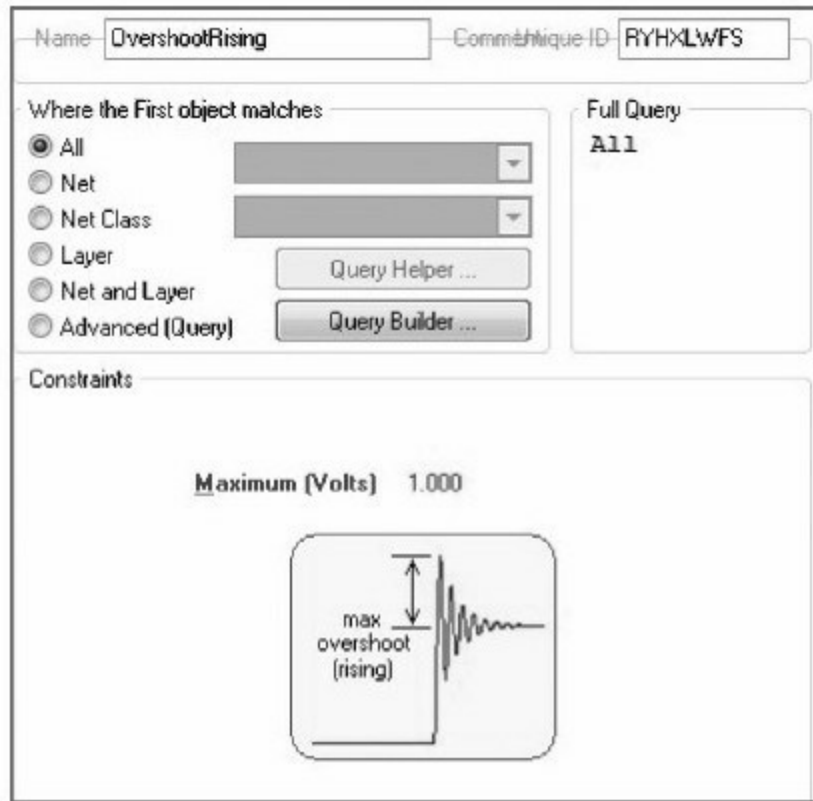 Name OvershootRising Comment Unique ID RYHXLWFS
Where the First object matches
All
Net
Net Class
Layer
Net and Layer
Advanced (Query)
Query Helper ...
Query Builder ...
Full Query
All
Constraints
Maximum (Volts) 1.000
max
overshoot
(rising)